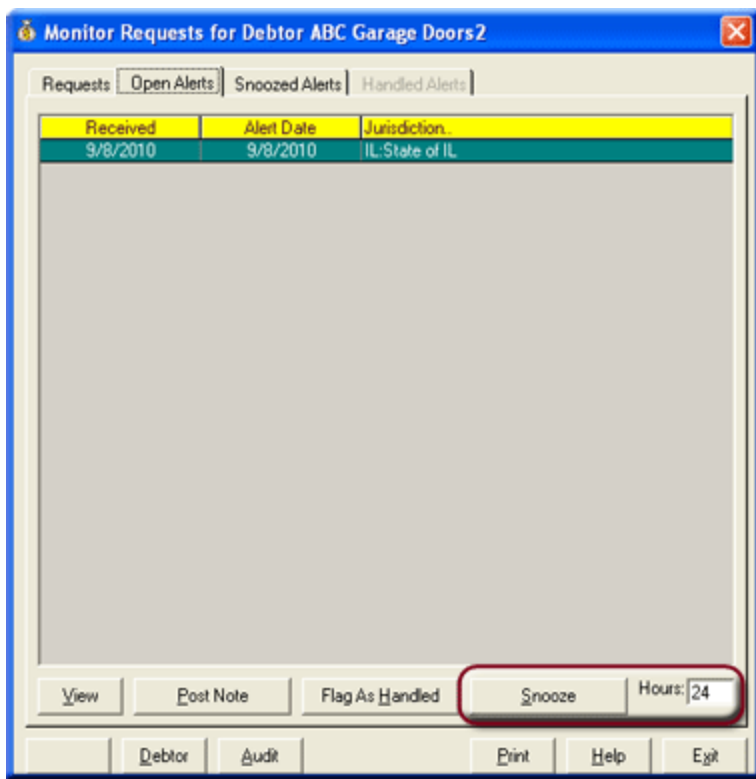 Monitor Requests for Debtor ABC Garage Doors2
Requests Open Alerts Snoozed Alerts Handled Alerts
Received Alert Date Jurisdiction..
9/8/2010 9/8/2010 IL:State of IL
View Post Note Flag As Handled Snooze Hours: 24
Debtor Audit Print Help Exit